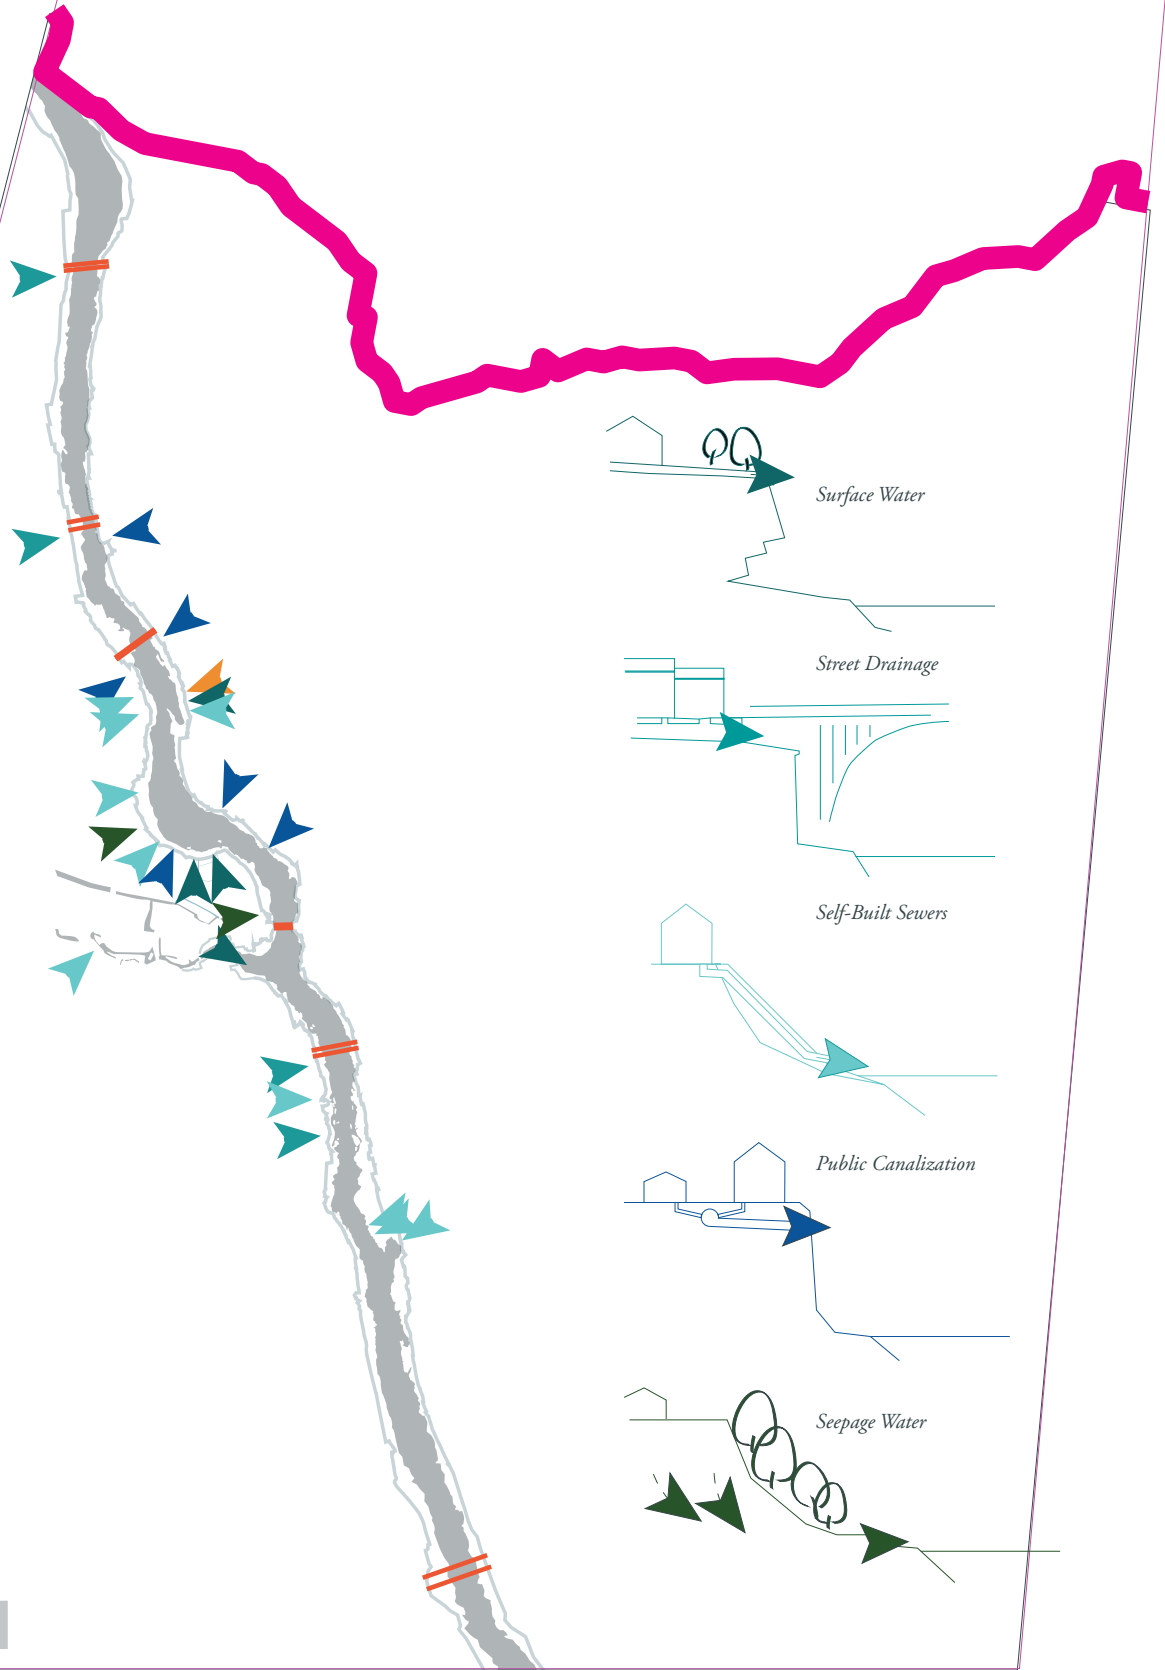 Surface Water
Street Drainage
Self-Built Sewers
Public Canalization
Seepage Water